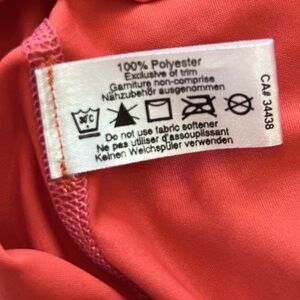 100% Polyester
Exclusive of trim
Garniture non-comprise
Nähzubehör ausgenommen
30°C
Do not use fabric softener
Ne pas utiliser d'assouplissant
Keinen Weichspüler verwenden
CA# 34438